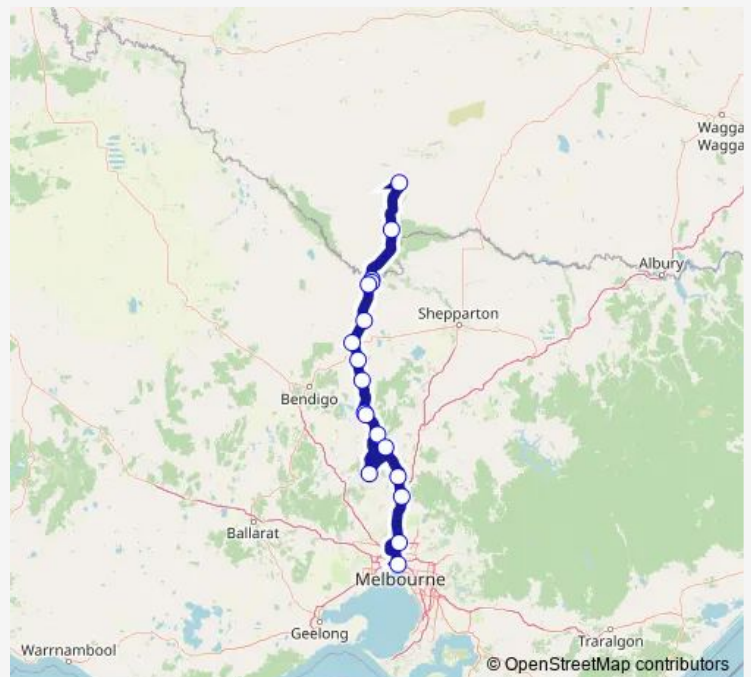 Wagga
Wagga
Albury
Shepparton
Bendigo
Ballarat
Melbourne
Geelong
Traralgon
Warrnambool
© OpenStreetMap contributors